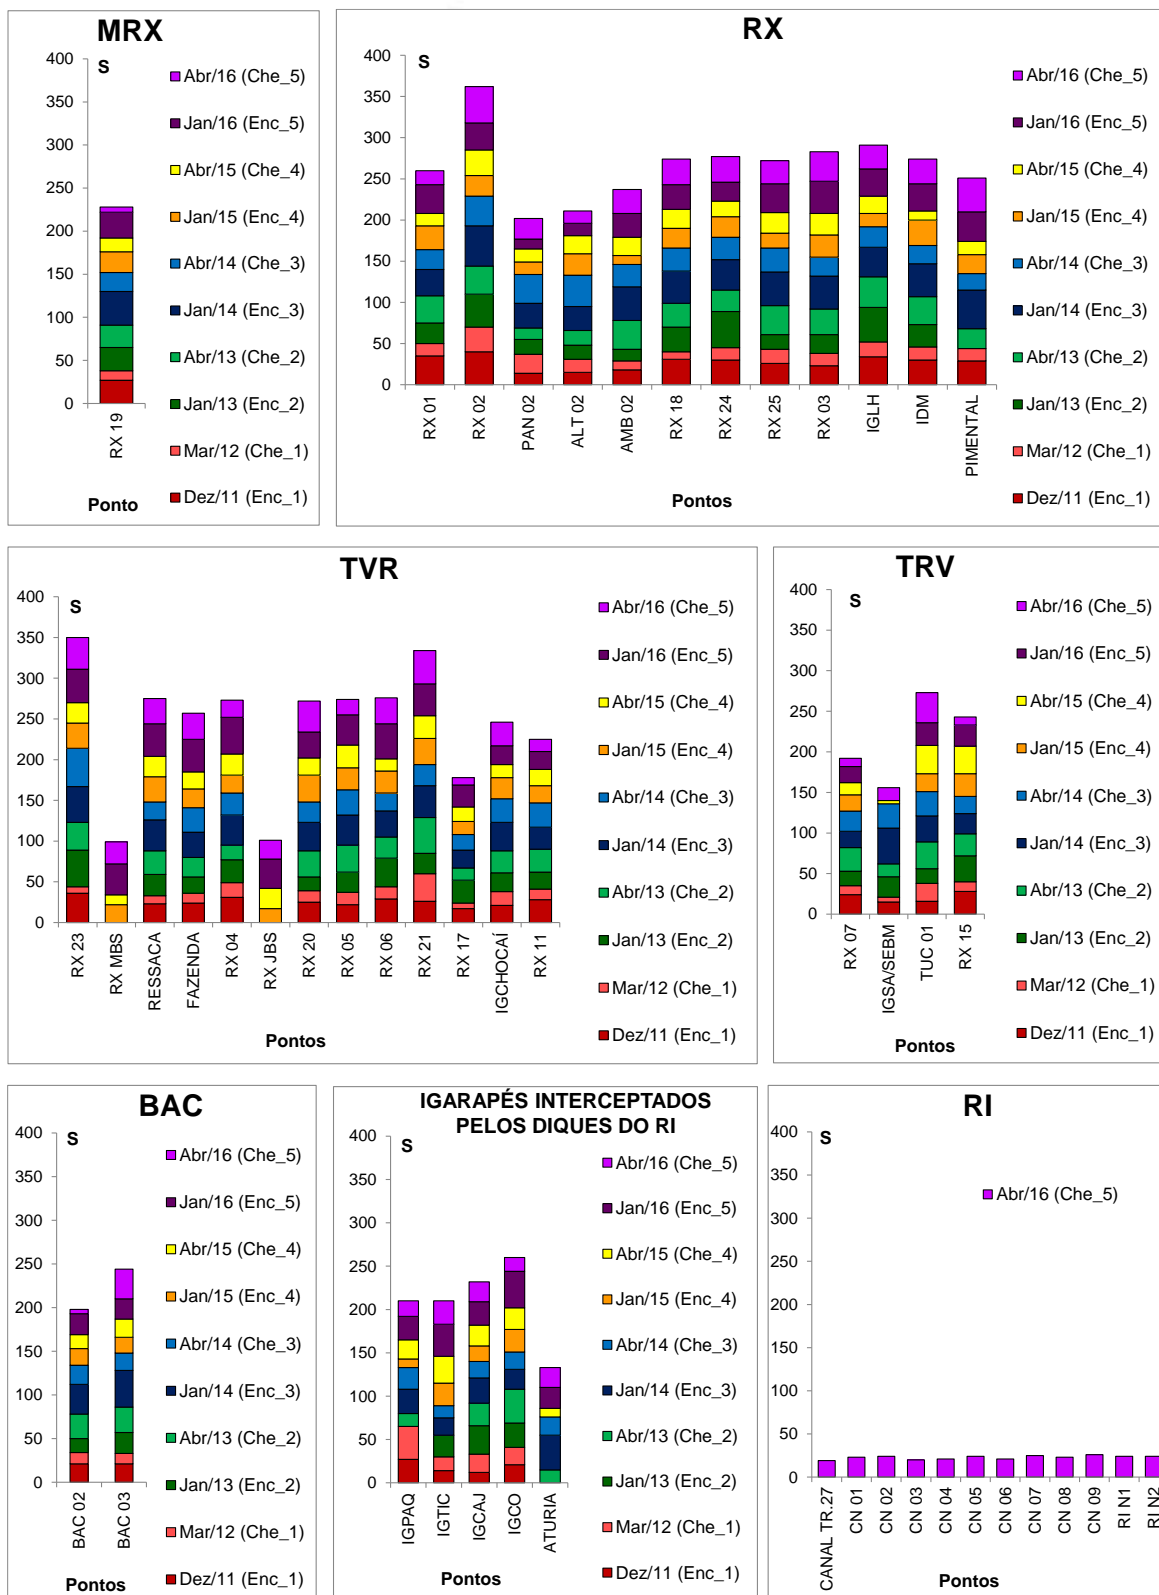 MRX
S
400
350
300
250
200
150
100
50
0
RX 19
Ponto
Abr/16 (Che_5)
Jan/16 (Enc_5)
Abr/15 (Che_4)
Jan/15 (Enc_4)
Abr/14 (Che_3)
Jan/14 (Enc_3)
Abr/13 (Che_2)
Jan/13 (Enc_2)
Mar/12 (Che_1)
Dez/11 (Enc_1)
RX
S
400
350
300
250
200
150
100
50
0
RX 01
RX 02
PAN 02
ALT 02
AMB 02
RX 18
RX 24
RX 25
RX 03
IGLH
IDM
PIMENTAL
Pontos
Abr/16 (Che_5)
Jan/16 (Enc_5)
Abr/15 (Che_4)
Jan/15 (Enc_4)
Abr/14 (Che_3)
Jan/14 (Enc_3)
Abr/13 (Che_2)
Jan/13 (Enc_2)
Mar/12 (Che_1)
Dez/11 (Enc_1)
TVR
S
400
350
300
250
200
150
100
50
0
RX 23
RX MBS
RESSACA
FAZENDA
RX 04
RX JBS
RX 20
RX 05
RX 06
RX 21
RX 17
IGCHOCAÍ
RX 11
Pontos
Abr/16 (Che_5)
Jan/16 (Enc_5)
Abr/15 (Che_4)
Jan/15 (Enc_4)
Abr/14 (Che_3)
Jan/14 (Enc_3)
Abr/13 (Che_2)
Jan/13 (Enc_2)
Mar/12 (Che_1)
Dez/11 (Enc_1)
TRV
S
400
350
300
250
200
150
100
50
0
RX 07
IGSA/SEBM
TUC 01
RX 15
Pontos
Abr/16 (Che_5)
Jan/16 (Enc_5)
Abr/15 (Che_4)
Jan/15 (Enc_4)
Abr/14 (Che_3)
Jan/14 (Enc_3)
Abr/13 (Che_2)
Jan/13 (Enc_2)
Mar/12 (Che_1)
Dez/11 (Enc_1)
BAC
S
400
350
300
250
200
150
100
50
0
BAC 02
BAC 03
Pontos
Abr/16 (Che_5)
Jan/16 (Enc_5)
Abr/15 (Che_4)
Jan/15 (Enc_4)
Abr/14 (Che_3)
Jan/14 (Enc_3)
Abr/13 (Che_2)
Jan/13 (Enc_2)
Mar/12 (Che_1)
Dez/11 (Enc_1)
IGARAPÉS INTERCEPTADOS
PELOS DIQUES DO RI
S
400
350
300
250
200
150
100
50
0
IGPAQ
IGTIC
IGCAJ
IGCO
ATURIA
Pontos
Abr/16 (Che_5)
Jan/16 (Enc_5)
Abr/15 (Che_4)
Jan/15 (Enc_4)
Abr/14 (Che_3)
Jan/14 (Enc_3)
Abr/13 (Che_2)
Jan/13 (Enc_2)
Mar/12 (Che_1)
Dez/11 (Enc_1)
RI
S
400
350
300
250
200
150
100
50
0
CANAL TR.27
CN 01
CN 02
CN 03
CN 04
CN 05
CN 06
CN 07
CN 08
CN 09
RI N1
RI N2
Pontos
Abr/16 (Che_5)